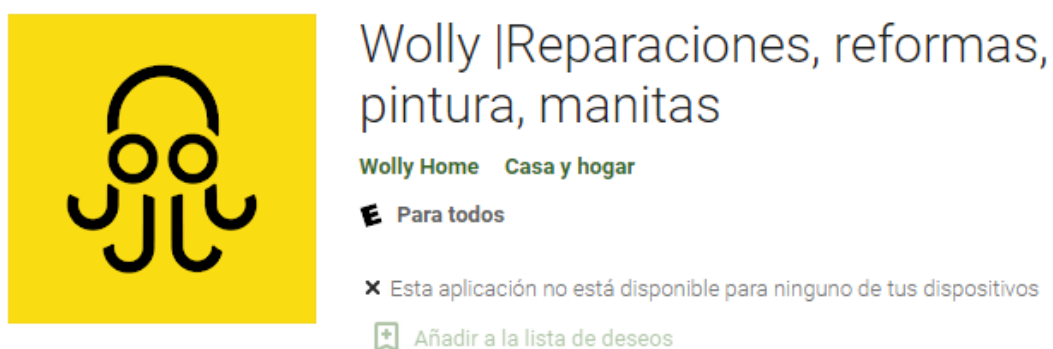 Wolly |Reparaciones, reformas,
pintura, manitas
Wolly Home Casa y hogar
E Para todos
Esta aplicación no está disponible para ninguno de tus dispositivos
Añadir a la lista de deseos